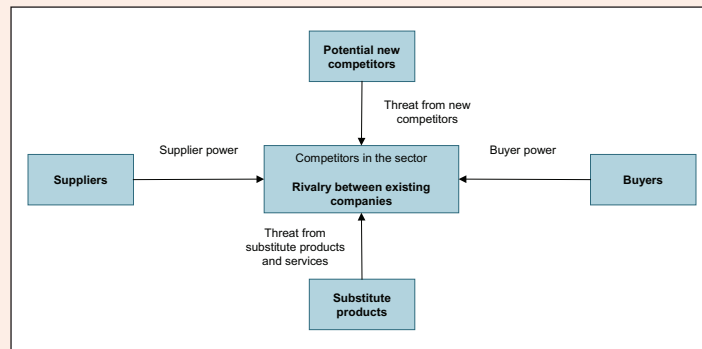 Potential new
competitors
Threat from new
competitors
Supplier power
Competitors in the sector
Buyer power
Suppliers
Rivalry between existing
companies
Buyers
Threat from
substitute products
and services
Substitute
products